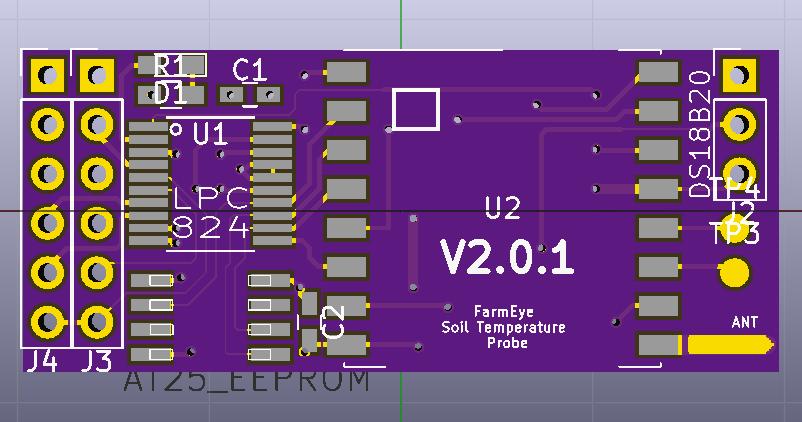 R1
C1
D1
U1
LPC
824
DS18B20
TP4
J2
TP3
U2
V2.0.1
FarmEye
Soil Temperature
Probe
ANT
C2
J4
J3
AT25_EEPROM